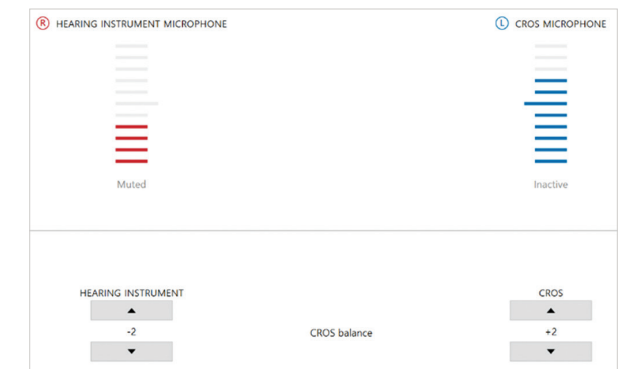 R HEARING INSTRUMENT MICROPHONE
L CROS MICROPHONE
Muted
Inactive
HEARING INSTRUMENT
CROS
-2
CROS balance
+2